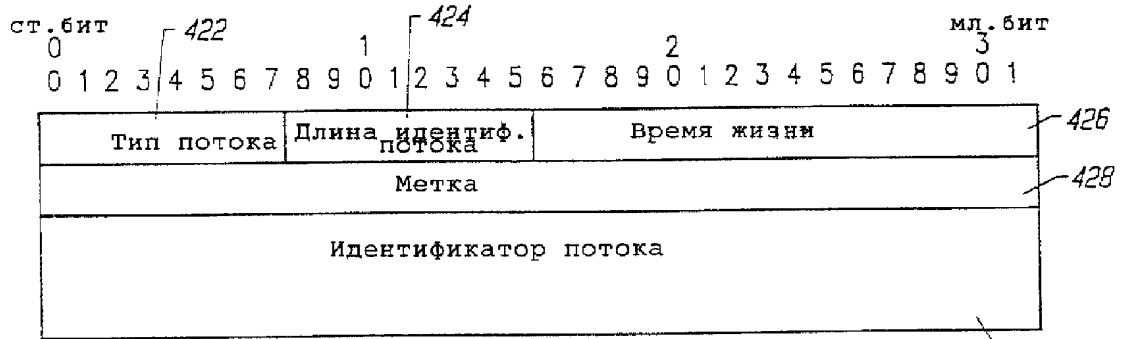 ст.бит 422 424 мл.бит
0 1 2 3
0 1 2 3 4 5 6 7 8 9 0 1 2 3 4 5 6 7 8 9 0 1 2 3 4 5 6 7 8 9 0 1
Тип потока Длина идентиф. потока Время жизни 426
Метка 428
Идентификатор потока